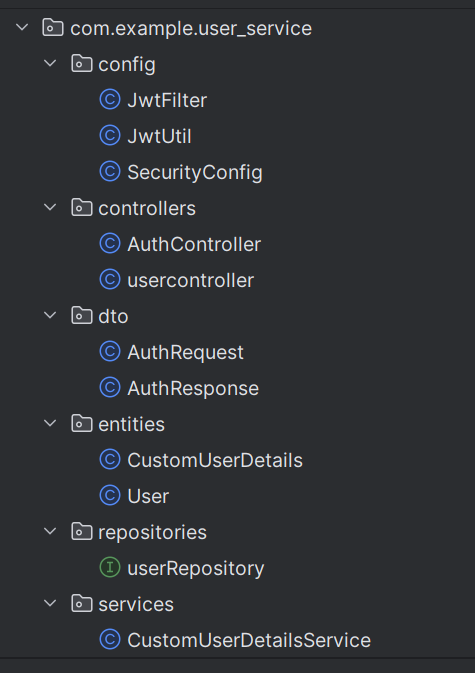 com.example.user_service
config
C JwtFilter
C JwtUtil
C SecurityConfig
controllers
C AuthController
C usercontroller
dto
C AuthRequest
C AuthResponse
entities
C CustomUserDetails
C User
repositories
I userRepository
services
C CustomUserDetailsService